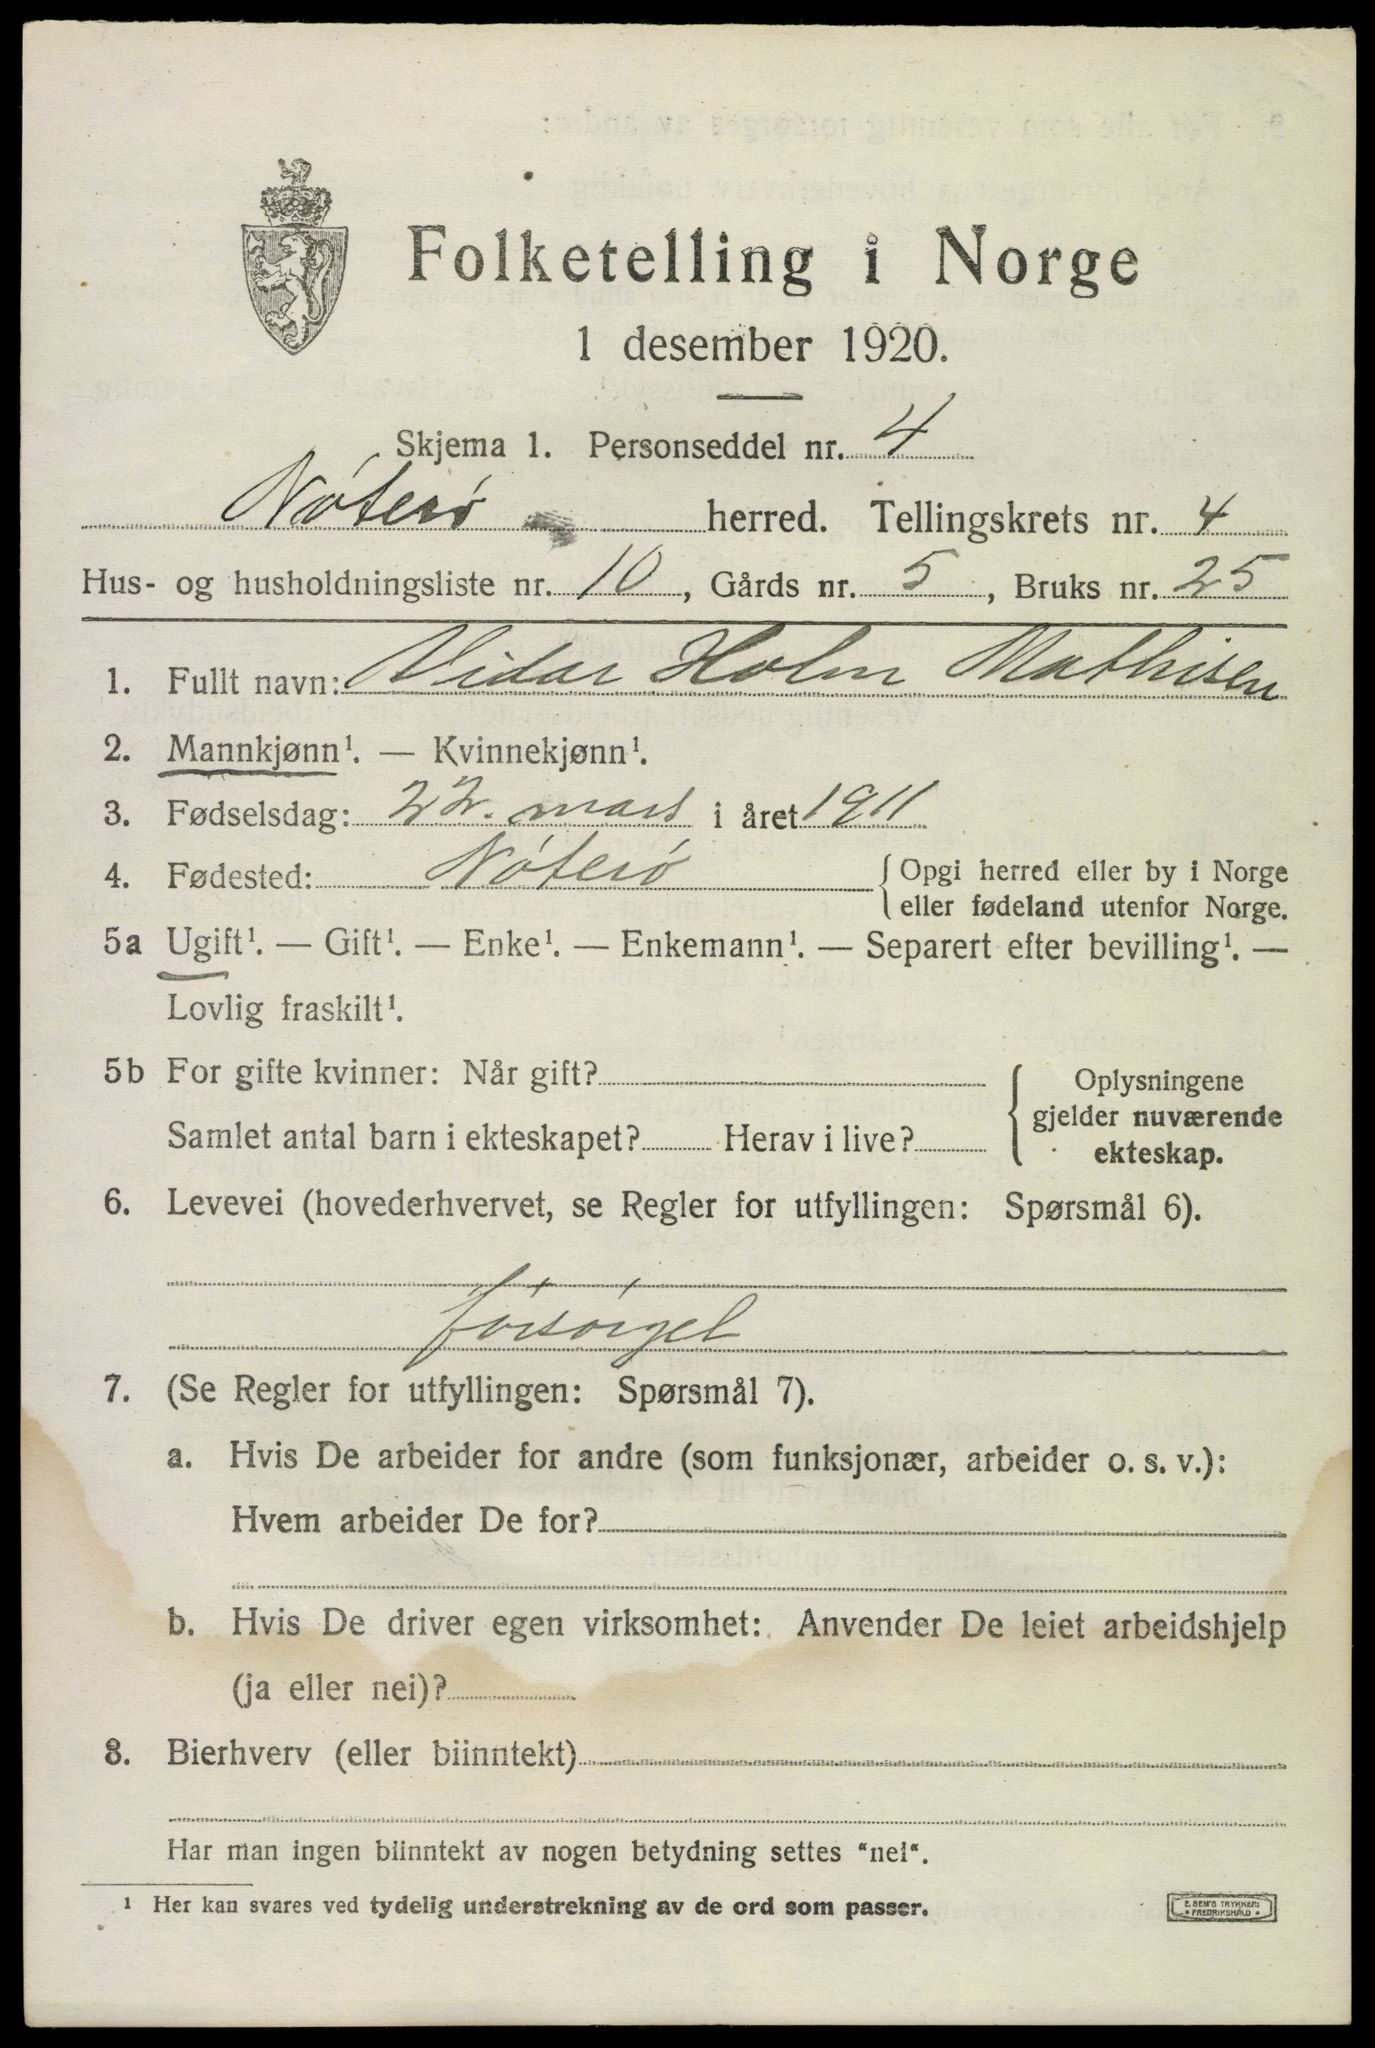 Folketelling i Norge
1 desember 1920.
Skjema 1. Personseddel nr. 4
Nøterø herred. Tellingskrets nr. 4
Hus- og husholdningsliste nr. 10, Gårds nr. 5, Bruks nr. 25
1. Fullt navn: Vidar Holm Mathisen
2. Mannkjønn¹. — Kvinnekjønn¹.
3. Fødselsdag: 22. mars i året 1911
4. Fødested: Nøterø { Opgi herred eller by i Norge
eller fødeland utenfor Norge.
5a Ugift¹. — Gift¹. — Enke¹. — Enkemann¹. — Separert efter bevilling¹. —
Lovlig fraskilt¹.
5b For gifte kvinner: Når gift? { Oplysningene
gjelder nuværende
Samlet antal barn i ekteskapet? Herav i live?
ekteskap.
6. Levevei (hovederhvervet, se Regler for utfyllingen: Spørsmål 6).
forsørget
7. (Se Regler for utfyllingen: Spørsmål 7).
a. Hvis De arbeider for andre (som funksjonær, arbeider o. s. v.):
Hvem arbeider De for?
b. Hvis De driver egen virksomhet: Anvender De leiet arbeidshjelp
(ja eller nei)?
8. Bierhverv (eller biinntekt)
Har man ingen biinntekt av nogen betydning settes "nei".
¹ Her kan svares ved tydelig understrekning av de ord som passer.
E. SEM'S TRYKKERI
FREDRIKSHALD